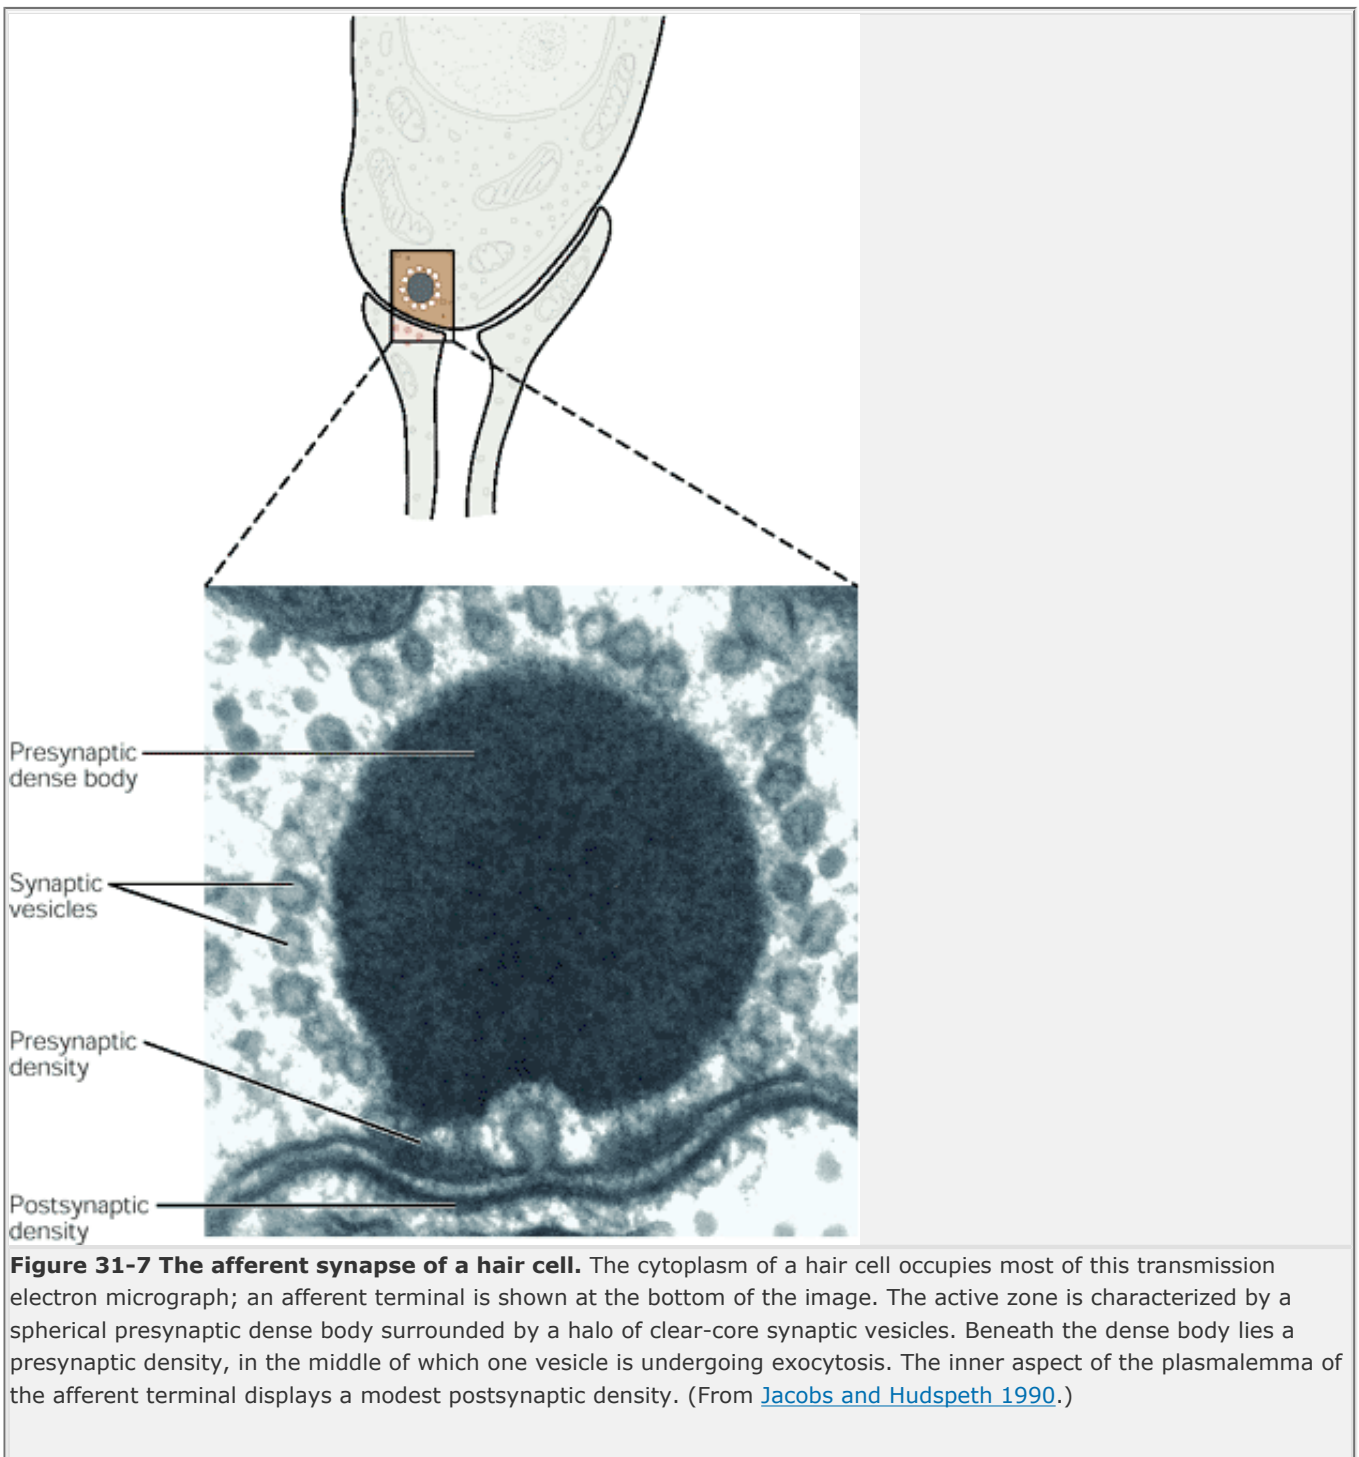 Presynaptic
dense body
Synaptic
vesicles
Presynaptic
density
Postsynaptic
density
Figure 31-7 The afferent synapse of a hair cell. The cytoplasm of a hair cell occupies most of this transmission
electron micrograph; an afferent terminal is shown at the bottom of the image. The active zone is characterized by a
spherical presynaptic dense body surrounded by a halo of clear-core synaptic vesicles. Beneath the dense body lies a
presynaptic density, in the middle of which one vesicle is undergoing exocytosis. The inner aspect of the plasmalemma of
the afferent terminal displays a modest postsynaptic density. (From Jacobs and Hudspeth 1990.)